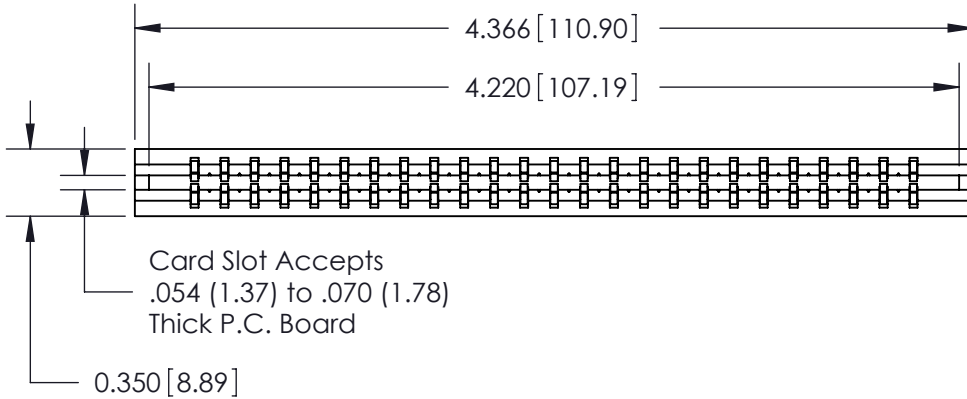 4.366 [110.90]
4.220 [107.19]
Card Slot Accepts
.054 (1.37) to .070 (1.78)
Thick P.C. Board
0.350 [8.89]